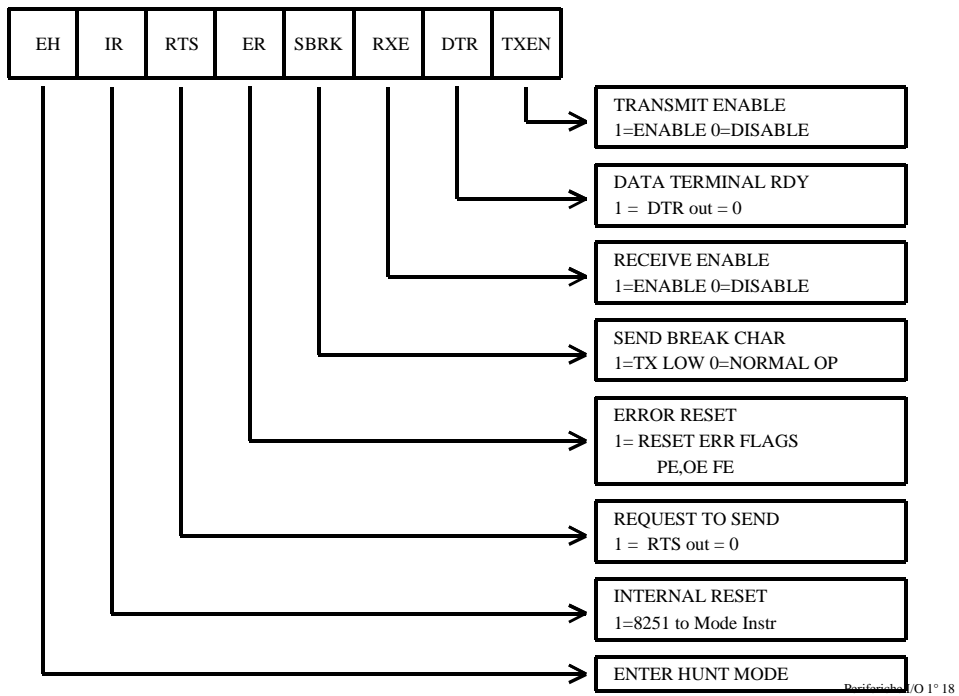 EH IR RTS ER SBRK RXE DTR TXEN
TRANSMIT ENABLE
1=ENABLE 0=DISABLE
DATA TERMINAL RDY
1 = DTR out = 0
RECEIVE ENABLE
1=ENABLE 0=DISABLE
SEND BREAK CHAR
1=TX LOW 0=NORMAL OP
ERROR RESET
1= RESET ERR FLAGS
PE,OE FE
REQUEST TO SEND
1 = RTS out = 0
INTERNAL RESET
1=8251 to Mode Instr
ENTER HUNT MODE
Periferiche I/O 1° 18